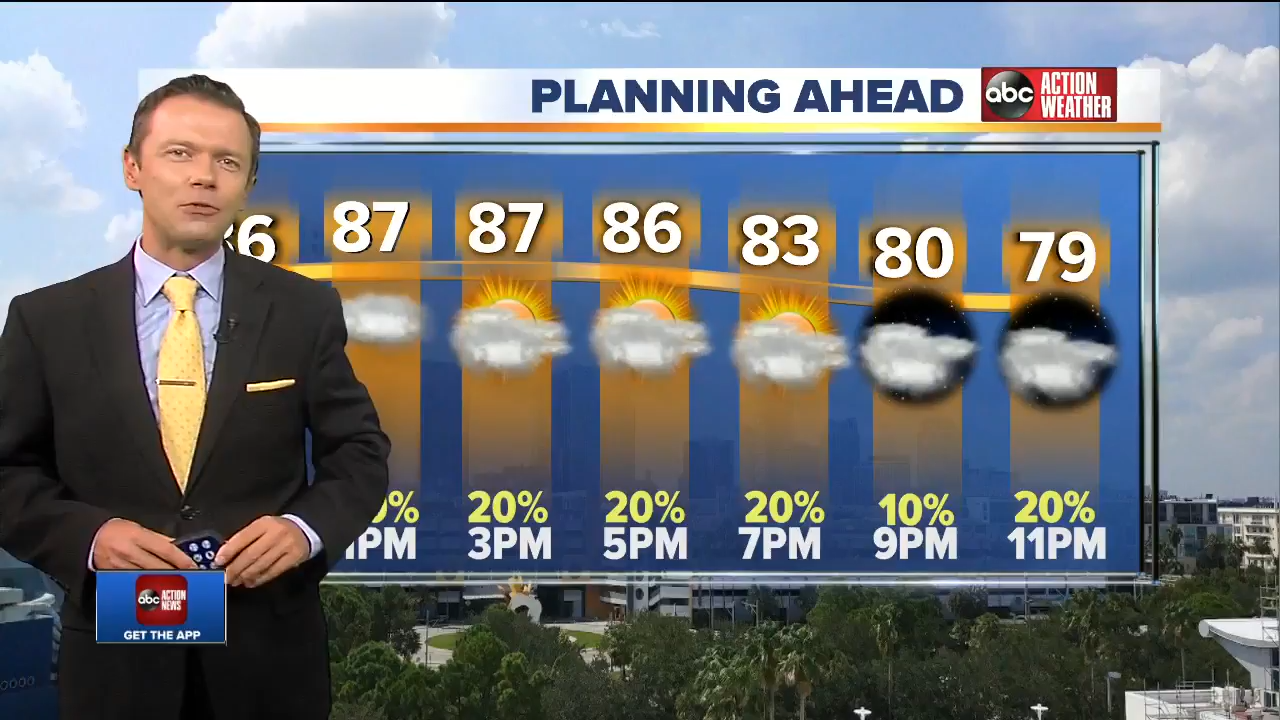 PLANNING AHEAD
abc ACTION WEATHER
87 87 86 83 80 79
20% 20% 20% 10% 20%
1PM 3PM 5PM 7PM 9PM 11PM
abc ACTION NEWS
GET THE APP